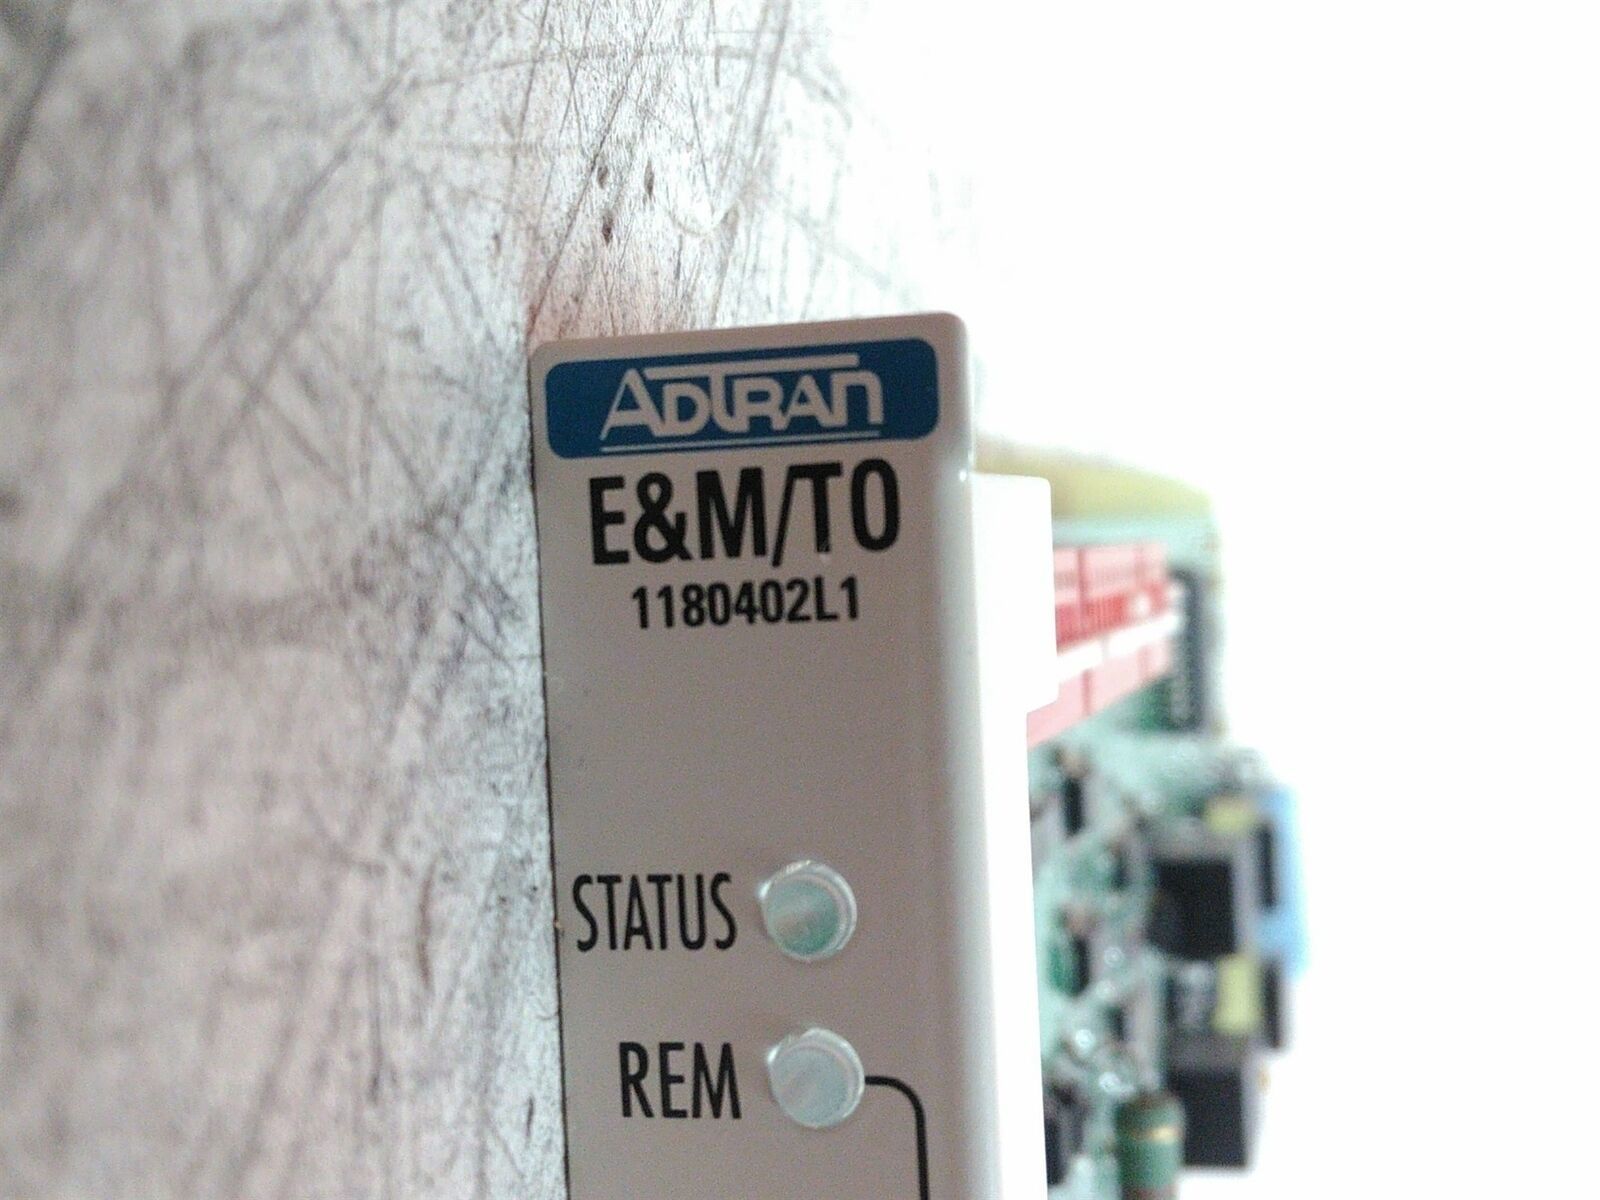 ADTRAN
E&M/TO
1180402L1
STATUS
REM